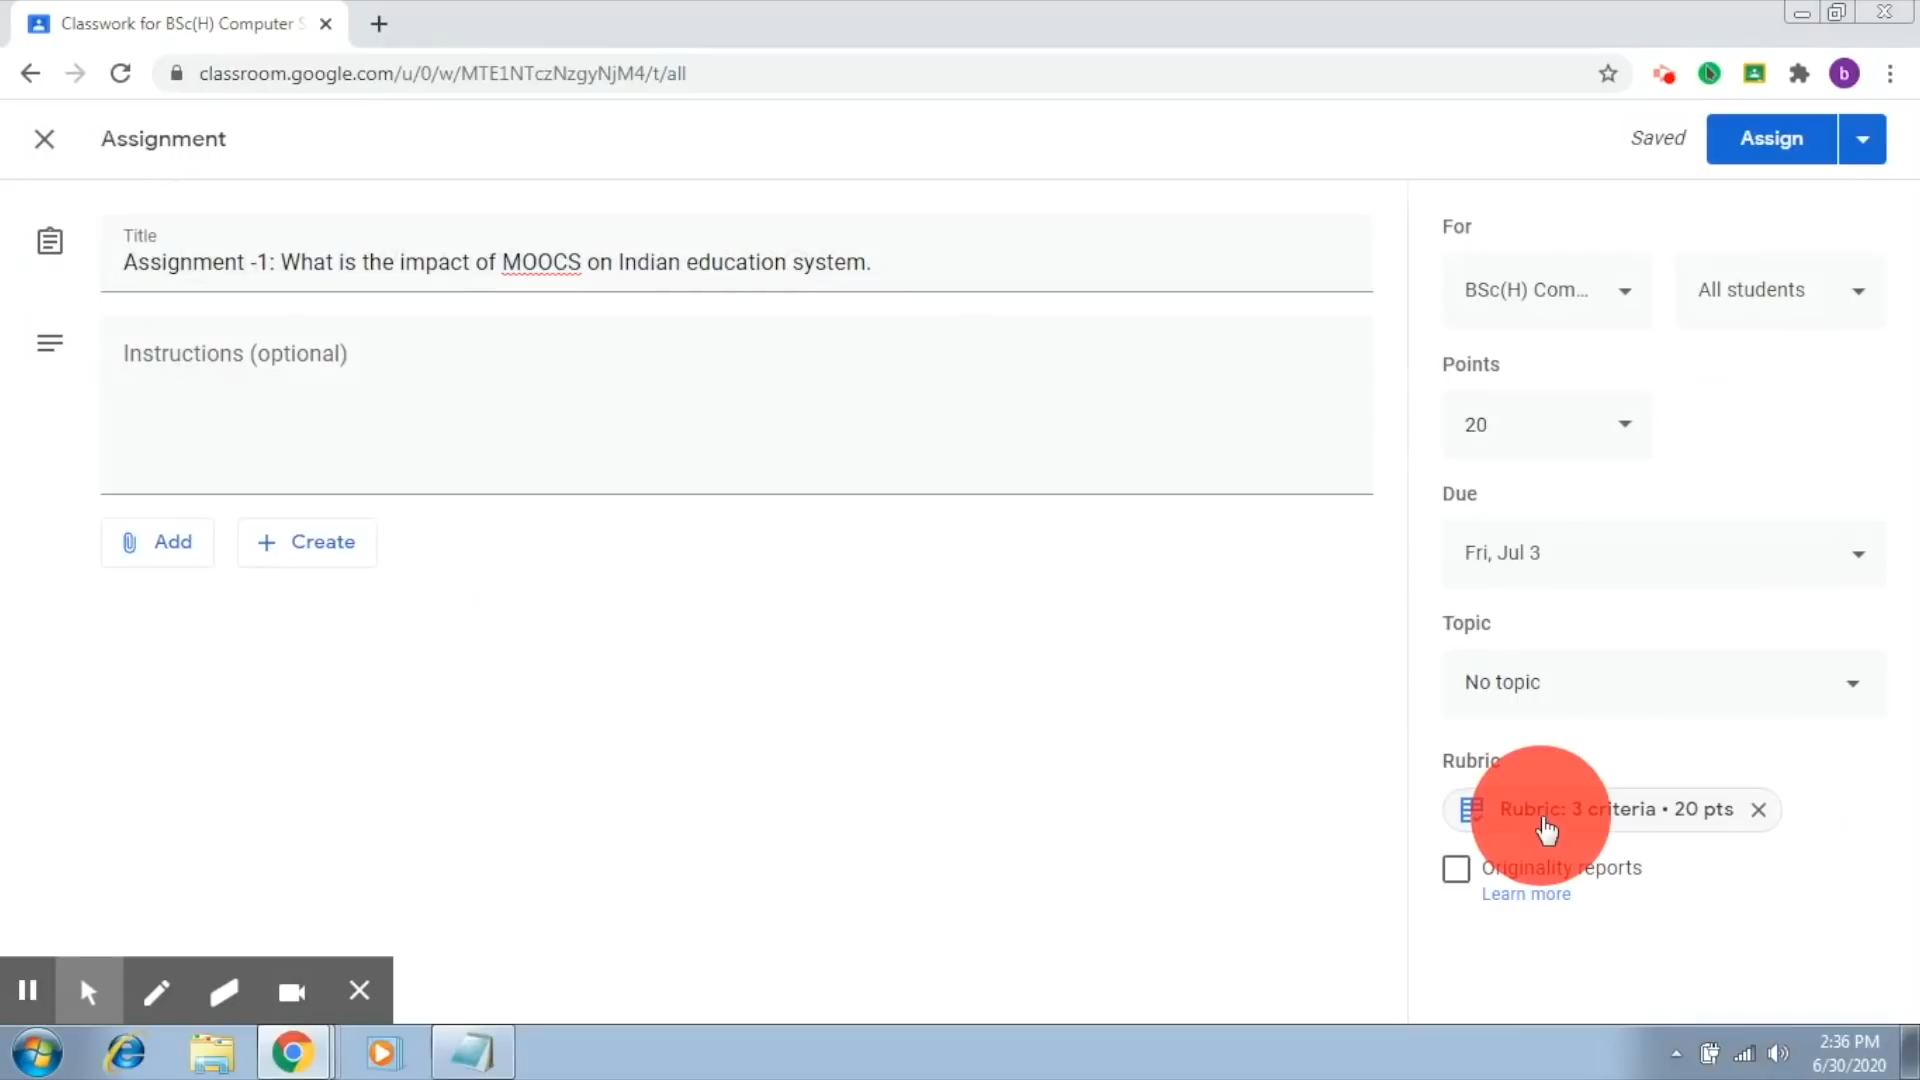 Classwork for BSc(H) Computer S
classroom.google.com/u/0/w/MTE1NTczNzgyNjM4/t/all
b
Assignment
Saved
Assign
Title
Assignment -1: What is the impact of MOOCS on Indian education system.
Instructions (optional)
Add
Create
For
BSc(H) Com...
All students
Points
20
Due
Fri, Jul 3
Topic
No topic
Rubric
Rubric: 3 criteria • 20 pts
Originality reports
Learn more
2:36 PM
6/30/2020